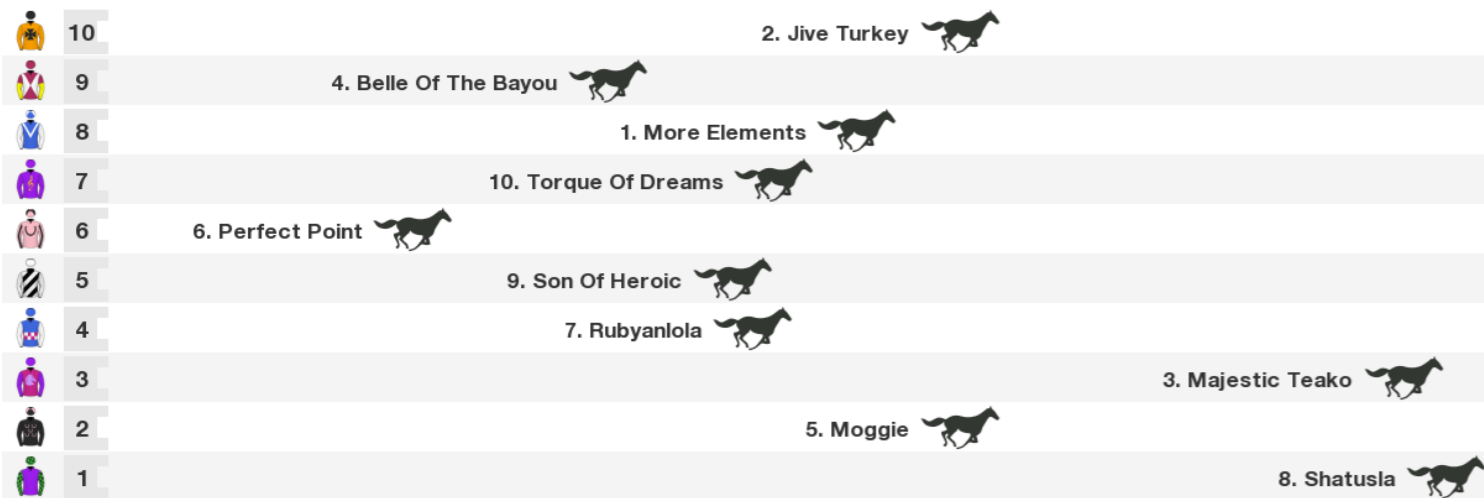 10 2. Jive Turkey
9 4. Belle Of The Bayou
8 1. More Elements
7 10. Torque Of Dreams
6 6. Perfect Point
5 9. Son Of Heroic
4 7. Rubyanlola
3 3. Majestic Teako
2 5. Moggie
1 8. Shatusla